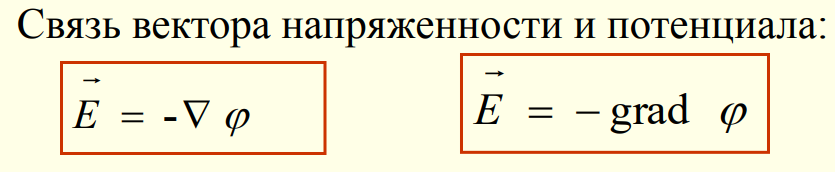 Связь вектора напряженности и потенциала:
→ →
E = -∇ φ E = − grad φ